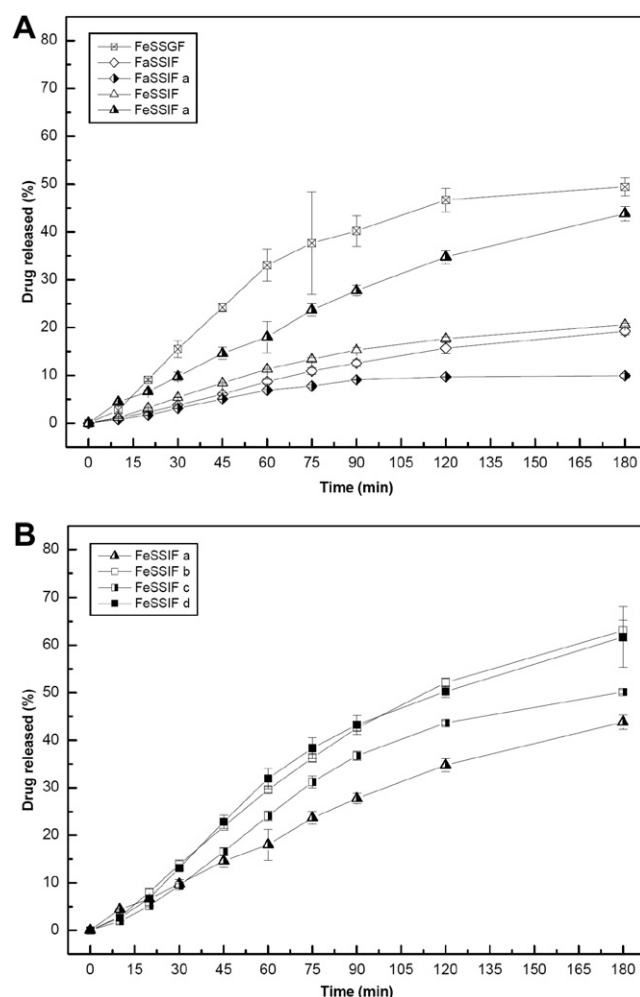 A
FeSSGF
FaSSIF
FaSSIF a
FeSSIF
FeSSIF a
80
70
60
50
40
30
20
10
0
Drug released (%)
0 15 30 45 60 75 90 105 120 135 150 165 180
Time (min)
B
FeSSIF a
FeSSIF b
FeSSIF c
FeSSIF d
80
70
60
50
40
30
20
10
0
Drug released (%)
0 15 30 45 60 75 90 105 120 135 150 165 180
Time (min)